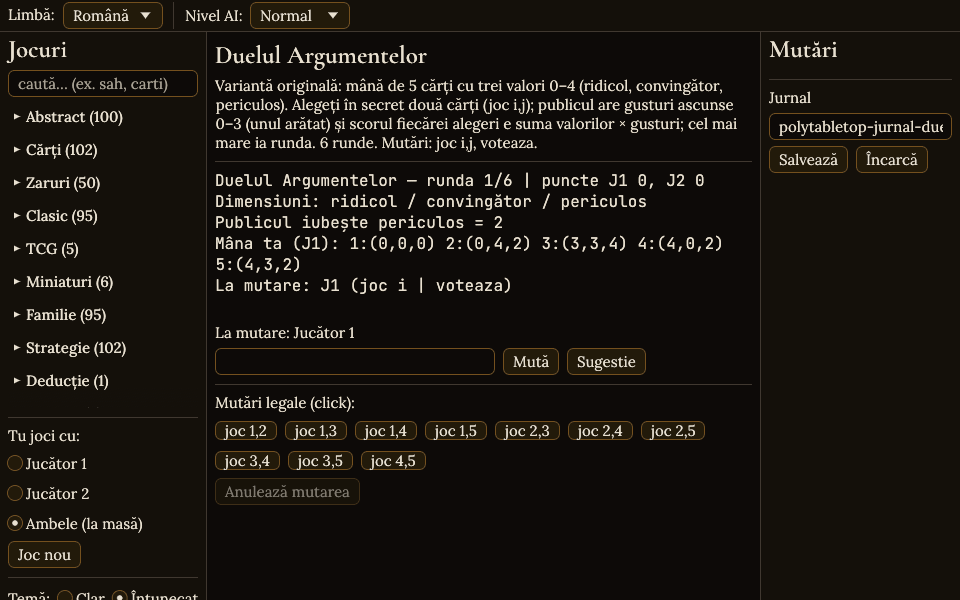 Limbă: Română ▼ Nivel AI: Normal ▼
Jocuri
caută... (ex. sah, carti)
▸ Abstract (100)
▸ Cărți (102)
▸ Zaruri (50)
▸ Clasic (95)
▸ TCG (5)
▸ Miniaturi (6)
▸ Familie (95)
▸ Strategie (102)
▸ Deducție (1)
Tu joci cu:
Jucător 1
Jucător 2
Ambele (la masă)
Joc nou
Temă: Clar Întunecat
Duelul Argumentelor
Variantă originală: mână de 5 cărți cu trei valori 0–4 (ridicol, convingător,
periculos). Alegeți în secret două cărți (joc i,j); publicul are gusturi ascunse
0–3 (unul arătat) și scorul fiecărei alegeri e suma valorilor × gusturi; cel mai
mare ia runda. 6 runde. Mutări: joc i,j, voteaza.
Duelul Argumentelor — runda 1/6 | puncte J1 0, J2 0
Dimensiuni: ridicol / convingător / periculos
Publicul iubește periculos = 2
Mâna ta (J1): 1:(0,0,0) 2:(0,4,2) 3:(3,3,4) 4:(4,0,2)
5:(4,3,2)
La mutare: J1 (joc i | voteaza)
La mutare: Jucător 1
Mută Sugestie
Mutări legale (click):
joc 1,2 joc 1,3 joc 1,4 joc 1,5 joc 2,3 joc 2,4 joc 2,5
joc 3,4 joc 3,5 joc 4,5
Anulează mutarea
Mutări
Jurnal
polytabletop-jurnal-due
Salvează Încarcă